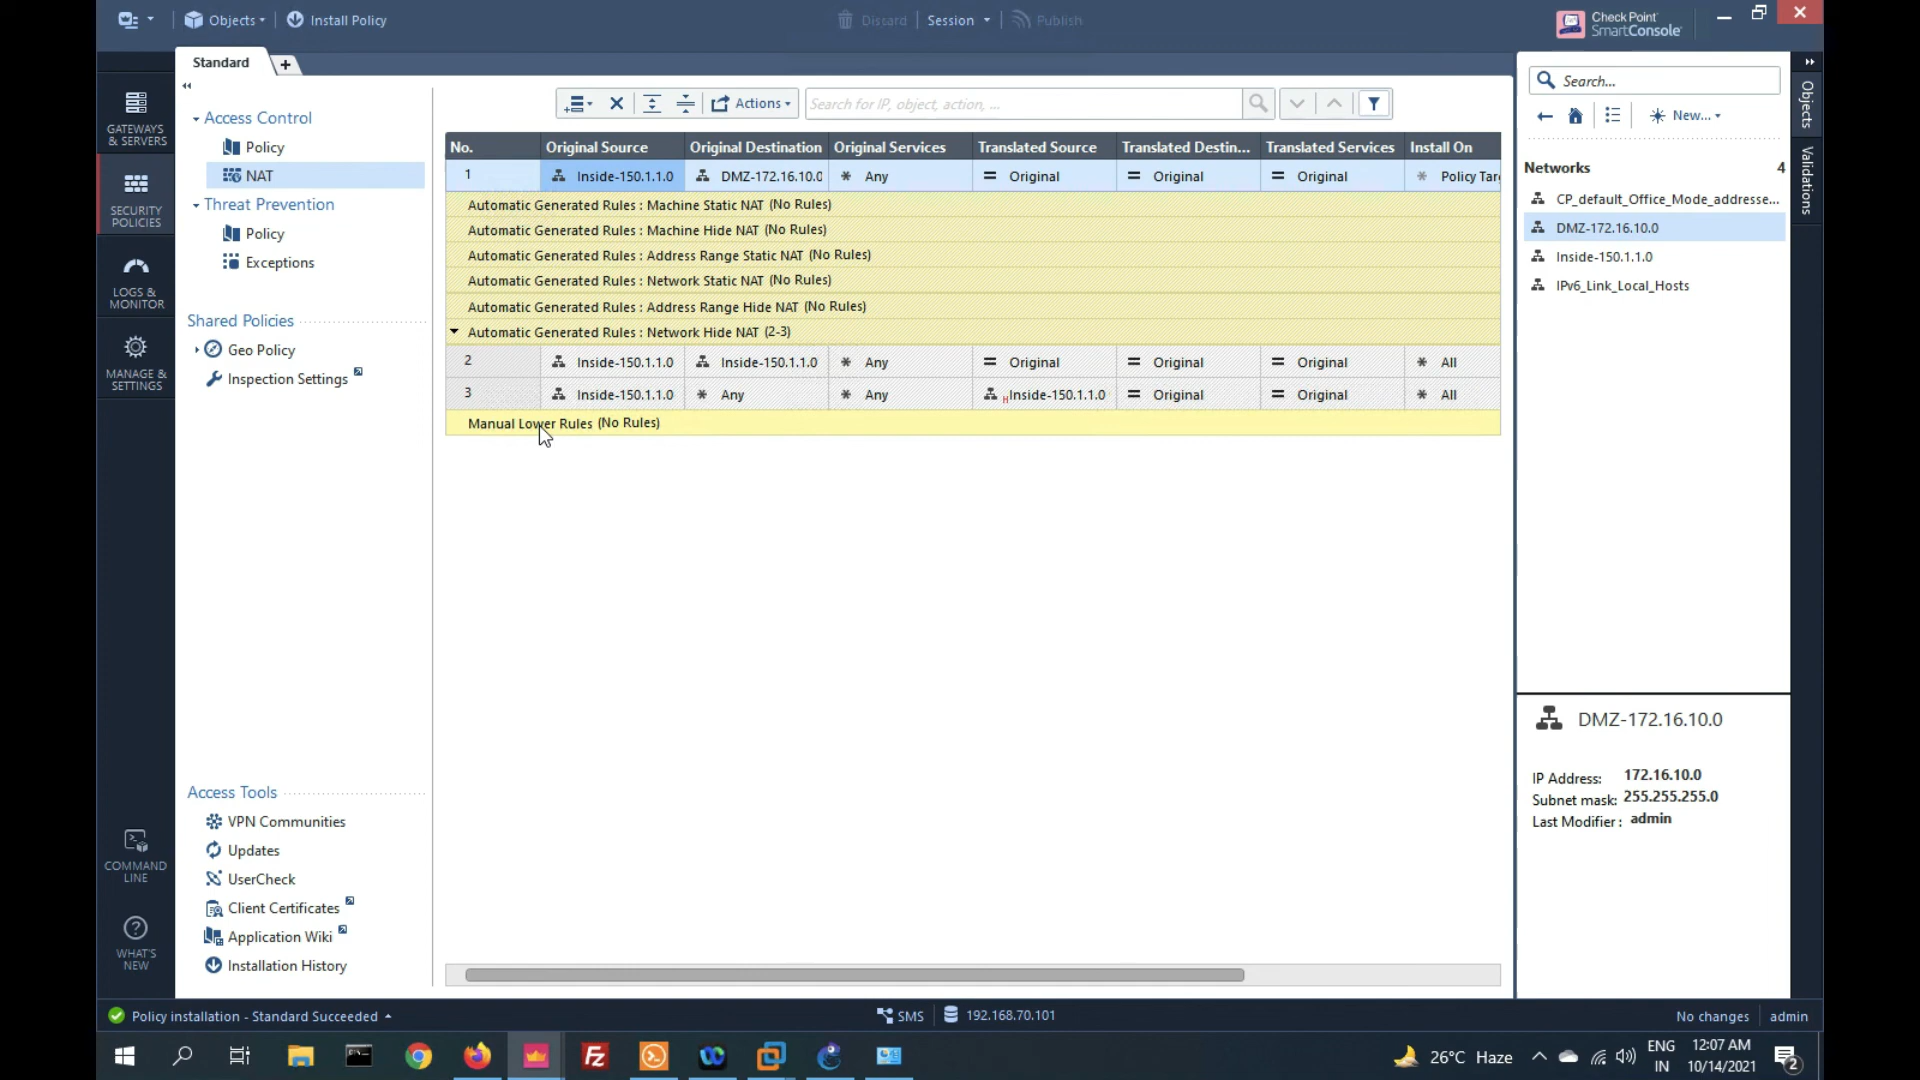 Objects
Install Policy
Discard
Session
Publish
Check Point
SmartConsole
Standard
+
GATEWAYS
& SERVERS
SECURITY
POLICIES
LOGS &
MONITOR
MANAGE &
SETTINGS
COMMAND
LINE
WHAT'S
NEW
Access Control
Policy
NAT
Threat Prevention
Policy
Exceptions
Shared Policies
Geo Policy
Inspection Settings
Access Tools
VPN Communities
Updates
UserCheck
Client Certificates
Application Wiki
Installation History
Actions
Search for IP, object, action, ...
No. Original Source Original Destination Original Services Translated Source Translated Destin... Translated Services Install On
1 Inside-150.1.1.0 DMZ-172.16.10.0 * Any = Original = Original = Original * Policy Tar
Automatic Generated Rules : Machine Static NAT (No Rules)
Automatic Generated Rules : Machine Hide NAT (No Rules)
Automatic Generated Rules : Address Range Static NAT (No Rules)
Automatic Generated Rules : Network Static NAT (No Rules)
Automatic Generated Rules : Address Range Hide NAT (No Rules)
Automatic Generated Rules : Network Hide NAT (2-3)
2 Inside-150.1.1.0 Inside-150.1.1.0 * Any = Original = Original = Original * All
3 Inside-150.1.1.0 * Any * Any H Inside-150.1.1.0 = Original = Original * All
Manual Lower Rules (No Rules)
Search...
New...
Networks 4
CP_default_Office_Mode_addresse...
DMZ-172.16.10.0
Inside-150.1.1.0
IPv6_Link_Local_Hosts
DMZ-172.16.10.0
IP Address: 172.16.10.0
Subnet mask: 255.255.255.0
Last Modifier : admin
Objects
Validations
Policy installation - Standard Succeeded
SMS
192.168.70.101
No changes
admin
Fz
26°C Haze
ENG
IN
12:07 AM
10/14/2021
2